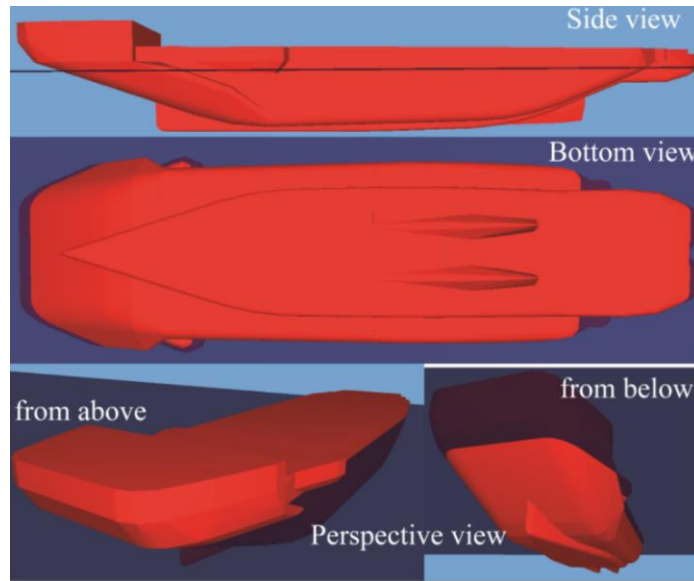 Side view
Bottom view
from above
from below
Perspective view